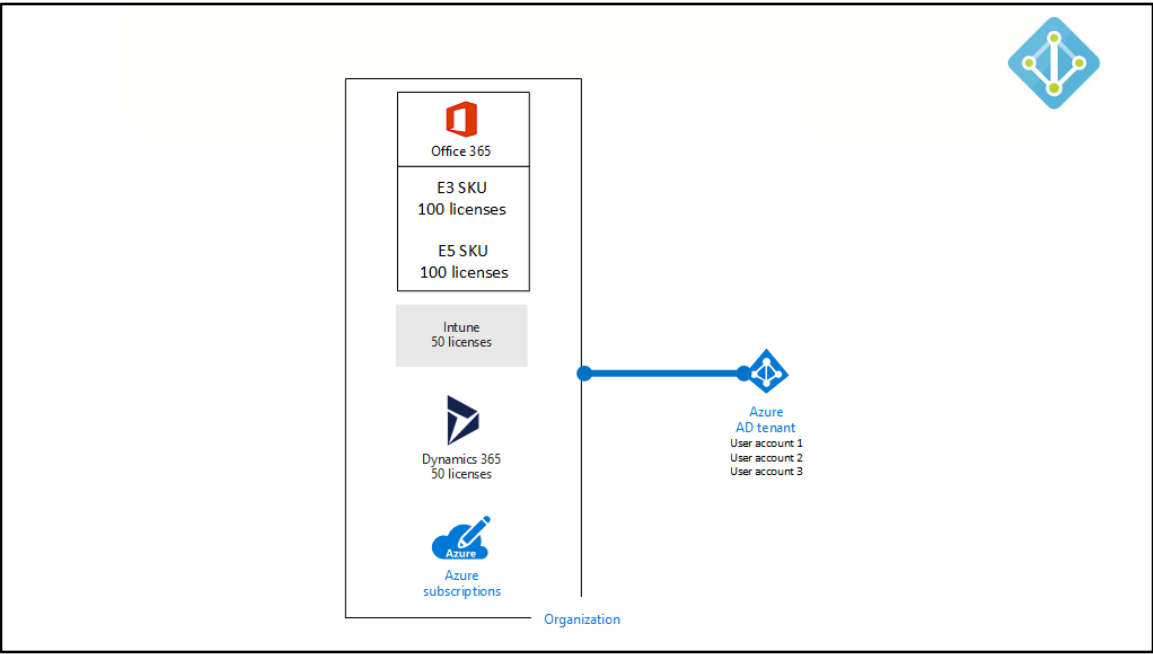 Office 365
E3 SKU
100 licenses
E5 SKU
100 licenses
Intune
50 licenses
Dynamics 365
50 licenses
Azure
Azure
subscriptions
Organization
Azure
AD tenant
User account 1
User account 2
User account 3